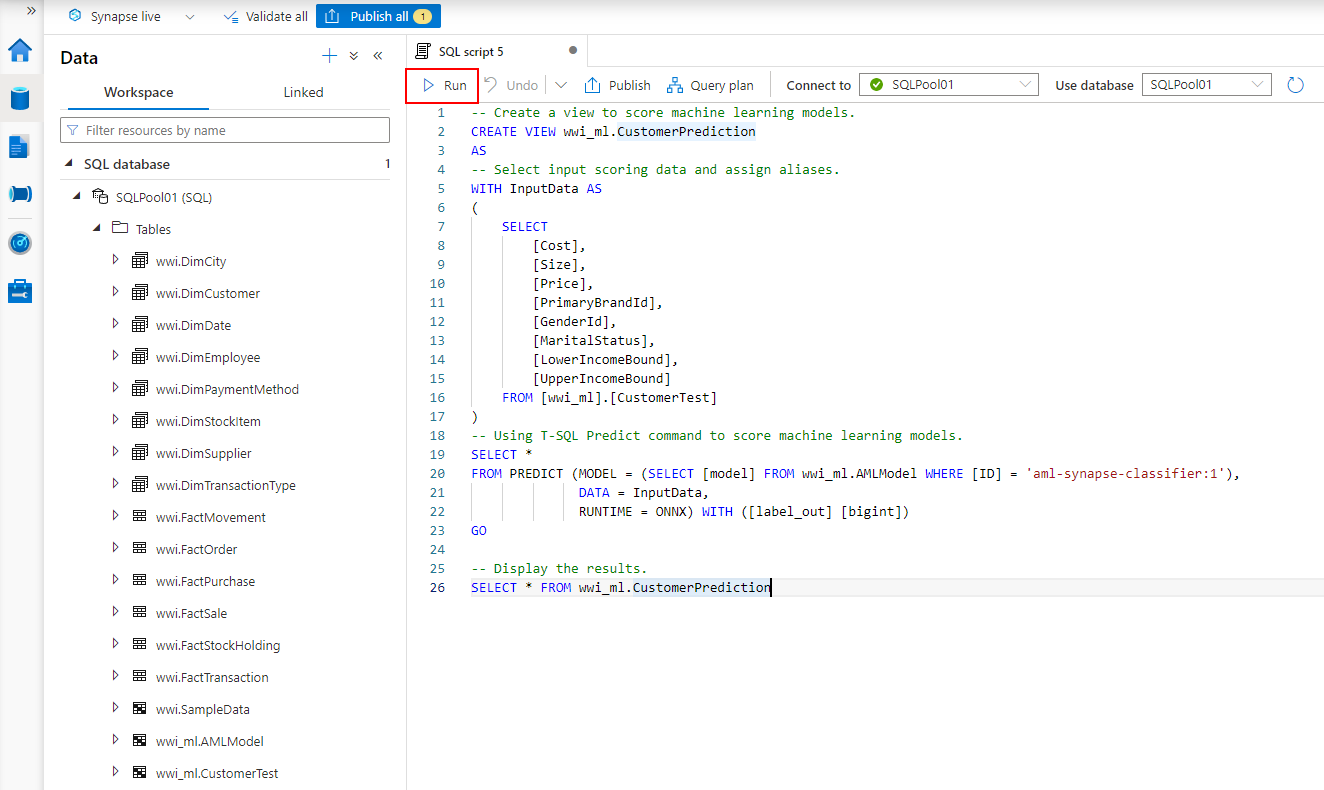 Synapse live Validate all Publish all 1
Data
Workspace Linked
Filter resources by name
SQL database 1
SQLPool01 (SQL)
Tables
wwi.DimCity
wwi.DimCustomer
wwi.DimDate
wwi.DimEmployee
wwi.DimPaymentMethod
wwi.DimStockItem
wwi.DimSupplier
wwi.DimTransactionType
wwi.FactMovement
wwi.FactOrder
wwi.FactPurchase
wwi.FactSale
wwi.FactStockHolding
wwi.FactTransaction
wwi.SampleData
wwi_ml.AMLModel
wwi_ml.CustomerTest
SQL script 5
Run Undo Publish Query plan Connect to SQLPool01 Use database SQLPool01
1 -- Create a view to score machine learning models.
2 CREATE VIEW wwi_ml.CustomerPrediction
3 AS
4 -- Select input scoring data and assign aliases.
5 WITH InputData AS
6 (
7 SELECT
8 [Cost],
9 [Size],
10 [Price],
11 [PrimaryBrandId],
12 [GenderId],
13 [MaritalStatus],
14 [LowerIncomeBound],
15 [UpperIncomeBound]
16 FROM [wwi_ml].[CustomerTest]
17 )
18 -- Using T-SQL Predict command to score machine learning models.
19 SELECT *
20 FROM PREDICT (MODEL = (SELECT [model] FROM wwi_ml.AMLModel WHERE [ID] = 'aml-synapse-classifier:1'),
21 DATA = InputData,
22 RUNTIME = ONNX) WITH ([label_out] [bigint])
23 GO
24
25 -- Display the results.
26 SELECT * FROM wwi_ml.CustomerPrediction